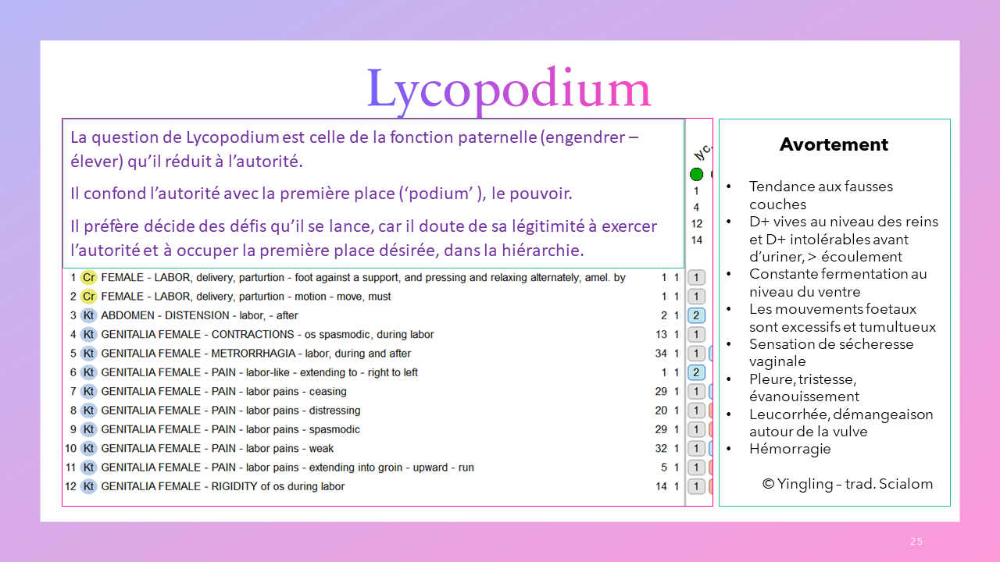 Lycopodium
La question de Lycopodium est celle de la fonction paternelle (engendrer –
élever) qu’il réduit à l’autorité.
Il confond l’autorité avec la première place (‘podium’ ), le pouvoir.
Il préfère décide des défis qu’il se lance, car il doute de sa légitimité à exercer
l’autorité et à occuper la première place désirée, dans la hiérarchie.
lyc.
1
4
12
14
1 Cr FEMALE - LABOR, delivery, parturtion - foot against a support, and pressing and relaxing alternately, amel. by 1 1 1
2 Cr FEMALE - LABOR, delivery, parturtion - motion - move, must 1 1 1
3 Kt ABDOMEN - DISTENSION - labor, - after 2 1 2
4 Kt GENITALIA FEMALE - CONTRACTIONS - os spasmodic, during labor 13 1 1
5 Kt GENITALIA FEMALE - METRORRHAGIA - labor, during and after 34 1 1
6 Kt GENITALIA FEMALE - PAIN - labor-like - extending to - right to left 1 1 2
7 Kt GENITALIA FEMALE - PAIN - labor pains - ceasing 29 1 1
8 Kt GENITALIA FEMALE - PAIN - labor pains - distressing 20 1 1
9 Kt GENITALIA FEMALE - PAIN - labor pains - spasmodic 29 1 1
10 Kt GENITALIA FEMALE - PAIN - labor pains - weak 32 1 1
11 Kt GENITALIA FEMALE - PAIN - labor pains - extending into groin - upward - run 5 1 1
12 Kt GENITALIA FEMALE - RIGIDITY of os during labor 14 1 1
Avortement
• Tendance aux fausses
couches
• D+ vives au niveau des reins
et D+ intolérables avant
d’uriner, > écoulement
• Constante fermentation au
niveau du ventre
• Les mouvements foetaux
sont excessifs et tumultueux
• Sensation de sécheresse
vaginale
• Pleure, tristesse,
évanouissement
• Leucorrhée, démangeaison
autour de la vulve
• Hémorragie
© Yingling – trad. Scialom
25